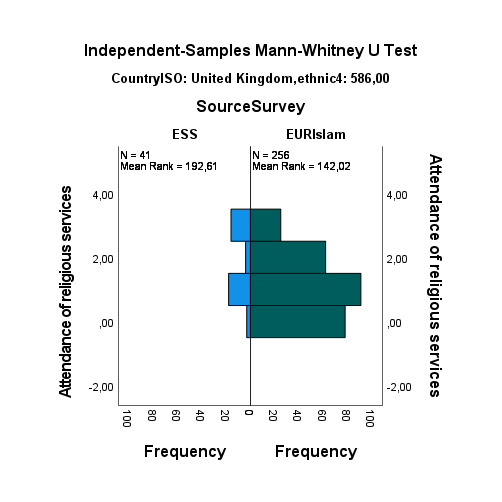 Independent-Samples Mann-Whitney U Test
CountryISO: United Kingdom,ethnic4: 586,00
SourceSurvey
ESS
EURIslam
N = 41
Mean Rank = 192,61
N = 256
Mean Rank = 142,02
Attendance of religious services
4,00
2,00
,00
-2,00
4,00
2,00
,00
-2,00
Attendance of religious services
100 80 60 40 20 0 20 40 60 80 100
Frequency
Frequency